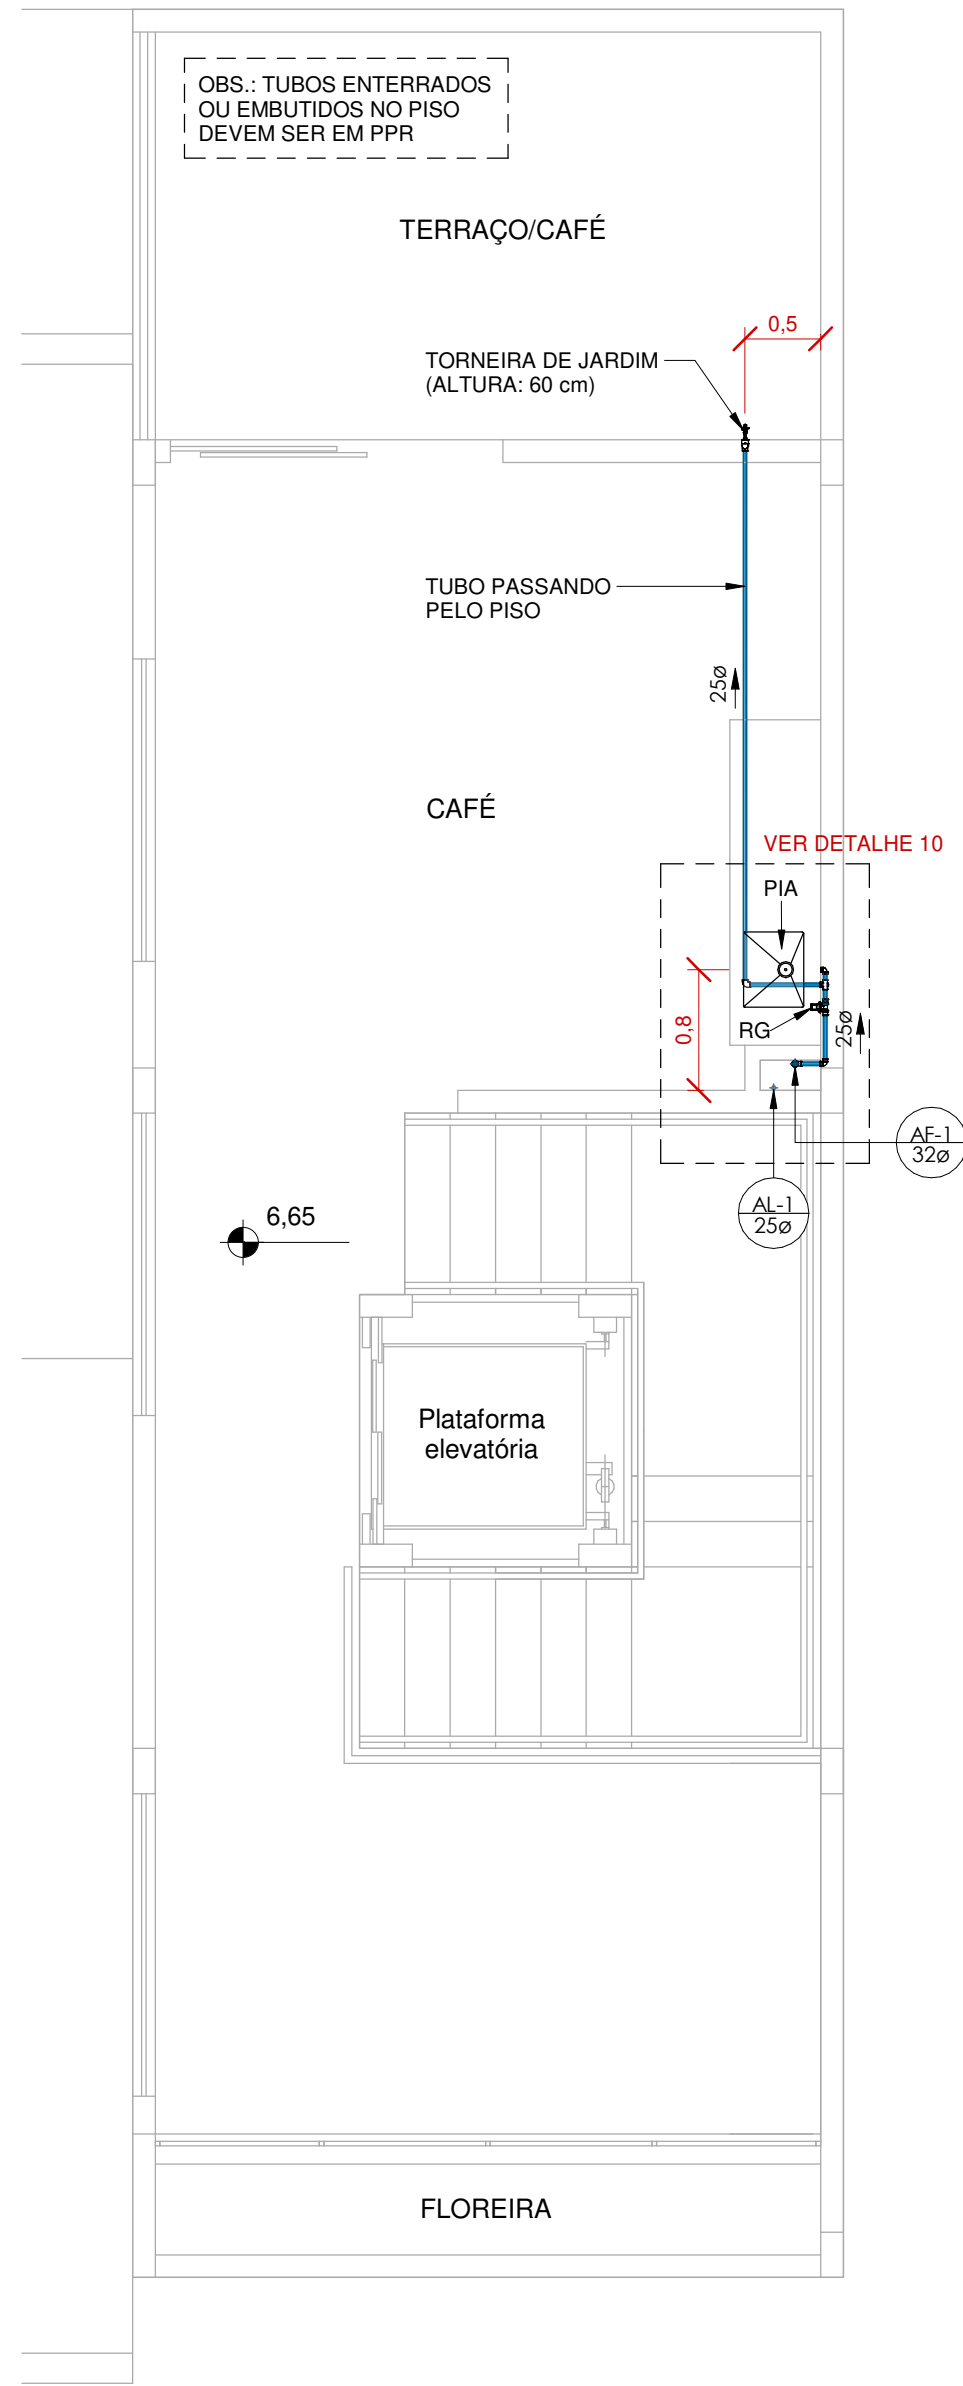 OBS.: TUBOS ENTERRADOS
OU EMBUTIDOS NO PISO
DEVEM SER EM PPR
TERRAÇO/CAFÉ
0,5
TORNEIRA DE JARDIM
(ALTURA: 60 cm)
TUBO PASSANDO
PELO PISO
25ø
CAFÉ
VER DETALHE 10
PIA
RG
25ø
0,8
AF-1
32ø
AL-1
25ø
6,65
Plataforma
elevatória
FLOREIRA